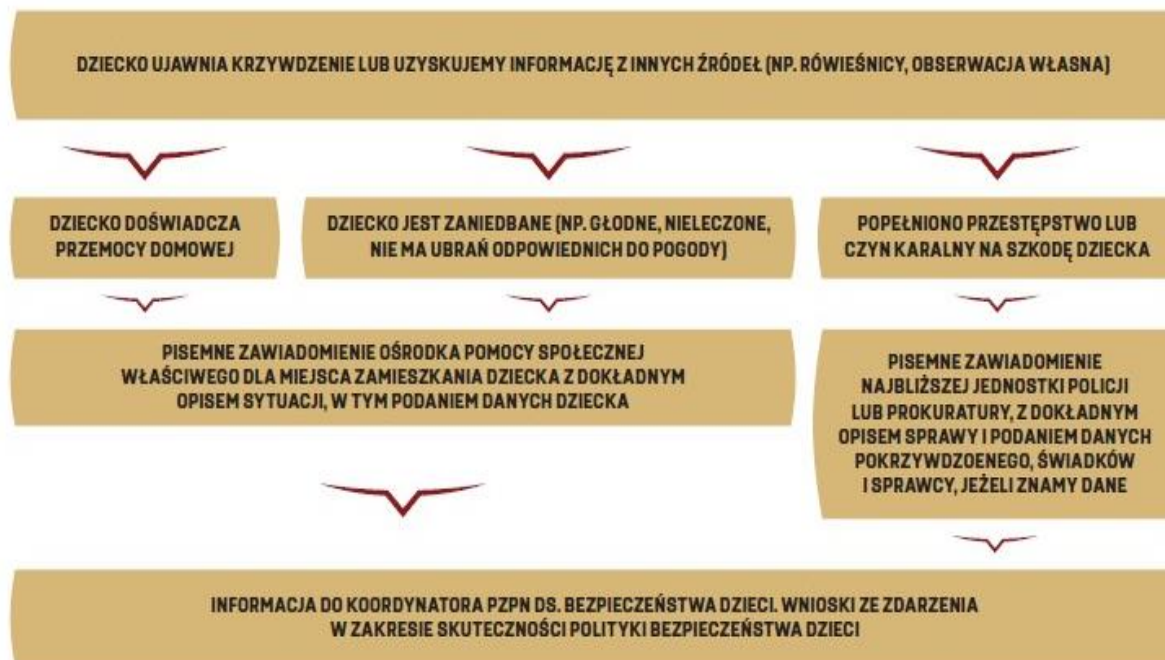 DZIECKO UJAWNIA KRZYWDZENIE LUB UZYSKUJEMY INFORMACJĘ Z INNYCH ŹRÓDEŁ (NP. RÓWIEŚNICY, OBSERWACJA WŁASNA)
DZIECKO DOŚWIADCZA
PRZEMOCY DOMOWEJ
DZIECKO JEST ZANIEDBANE (NP. GŁODNE, NIELECZONE,
NIE MA UBRAŃ ODPOWIEDNICH DO POGODY)
POPEŁNIONO PRZESTĘPSTWO LUB
CZYN KARALNY NA SZKODĘ DZIECKA
PISEMNE ZAWIADOMIENIE OŚRODKA POMOCY SPOŁECZNEJ
WŁAŚCIWEGO DLA MIEJSCA ZAMIESZKANIA DZIECKA Z DOKŁADNYM
OPISEM SYTUACJI, W TYM PODANIEM DANYCH DZIECKA
PISEMNE ZAWIADOMIENIE
NAJBLIŻSZEJ JEDNOSTKI POLICJI
LUB PROKURATURY, Z DOKŁADNYM
OPISEM SPRAWY I PODANIEM DANYCH
POKRZYWDZOENEGO, ŚWIADKÓW
I SPRAWCY, JEŻELI ZNAMY DANE
INFORMACJA DO KOORDYNATORA PZPN DS. BEZPIECZEŃSTWA DZIECI. WNIOSKI ZE ZDARZENIA
W ZAKRESIE SKUTECZNOŚCI POLITYKI BEZPIECZEŃSTWA DZIECI